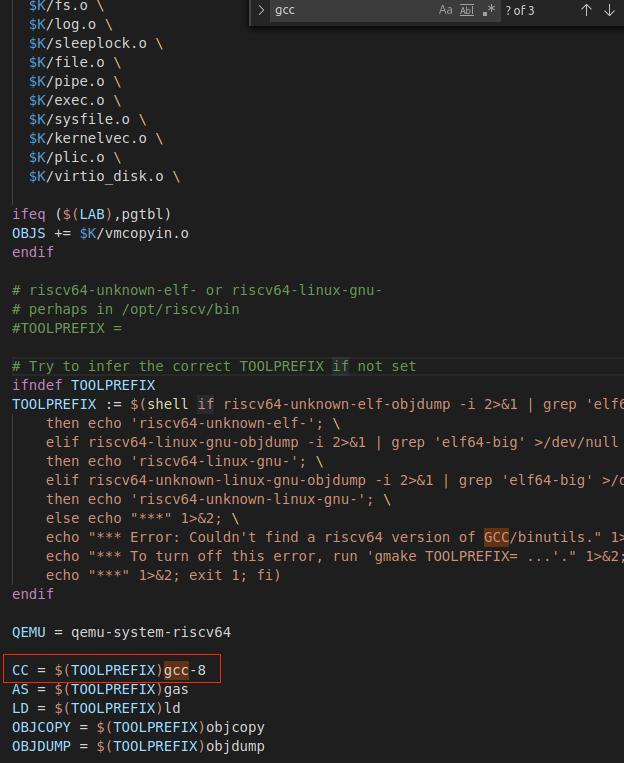 $K/fs.o \
gcc
Aa Abl .* ? of 3
$K/log.o \
$K/sleeplock.o \
$K/file.o \
$K/pipe.o \
$K/exec.o \
$K/sysfile.o \
$K/kernelvec.o \
$K/plic.o \
$K/virtio_disk.o \
ifeq ($(LAB),pgtbl)
OBJS += $K/vmcopyin.o
endif
# riscv64-unknown-elf- or riscv64-linux-gnu-
# perhaps in /opt/riscv/bin
#TOOLPREFIX =
# Try to infer the correct TOOLPREFIX if not set
ifndef TOOLPREFIX
TOOLPREFIX := $(shell if riscv64-unknown-elf-objdump -i 2>&1 | grep 'elf6
then echo 'riscv64-unknown-elf-'; \
elif riscv64-linux-gnu-objdump -i 2>&1 | grep 'elf64-big' >/dev/null
then echo 'riscv64-linux-gnu-'; \
elif riscv64-unknown-linux-gnu-objdump -i 2>&1 | grep 'elf64-big' >/d
then echo 'riscv64-unknown-linux-gnu-'; \
else echo "***" 1>&2; \
echo "*** Error: Couldn't find a riscv64 version of GCC/binutils." 1>
echo "*** To turn off this error, run 'gmake TOOLPREFIX= ...'." 1>&2;
echo "***" 1>&2; exit 1; fi)
endif
QEMU = qemu-system-riscv64
CC = $(TOOLPREFIX)gcc-8
AS = $(TOOLPREFIX)gas
LD = $(TOOLPREFIX)ld
OBJCOPY = $(TOOLPREFIX)objcopy
OBJDUMP = $(TOOLPREFIX)objdump